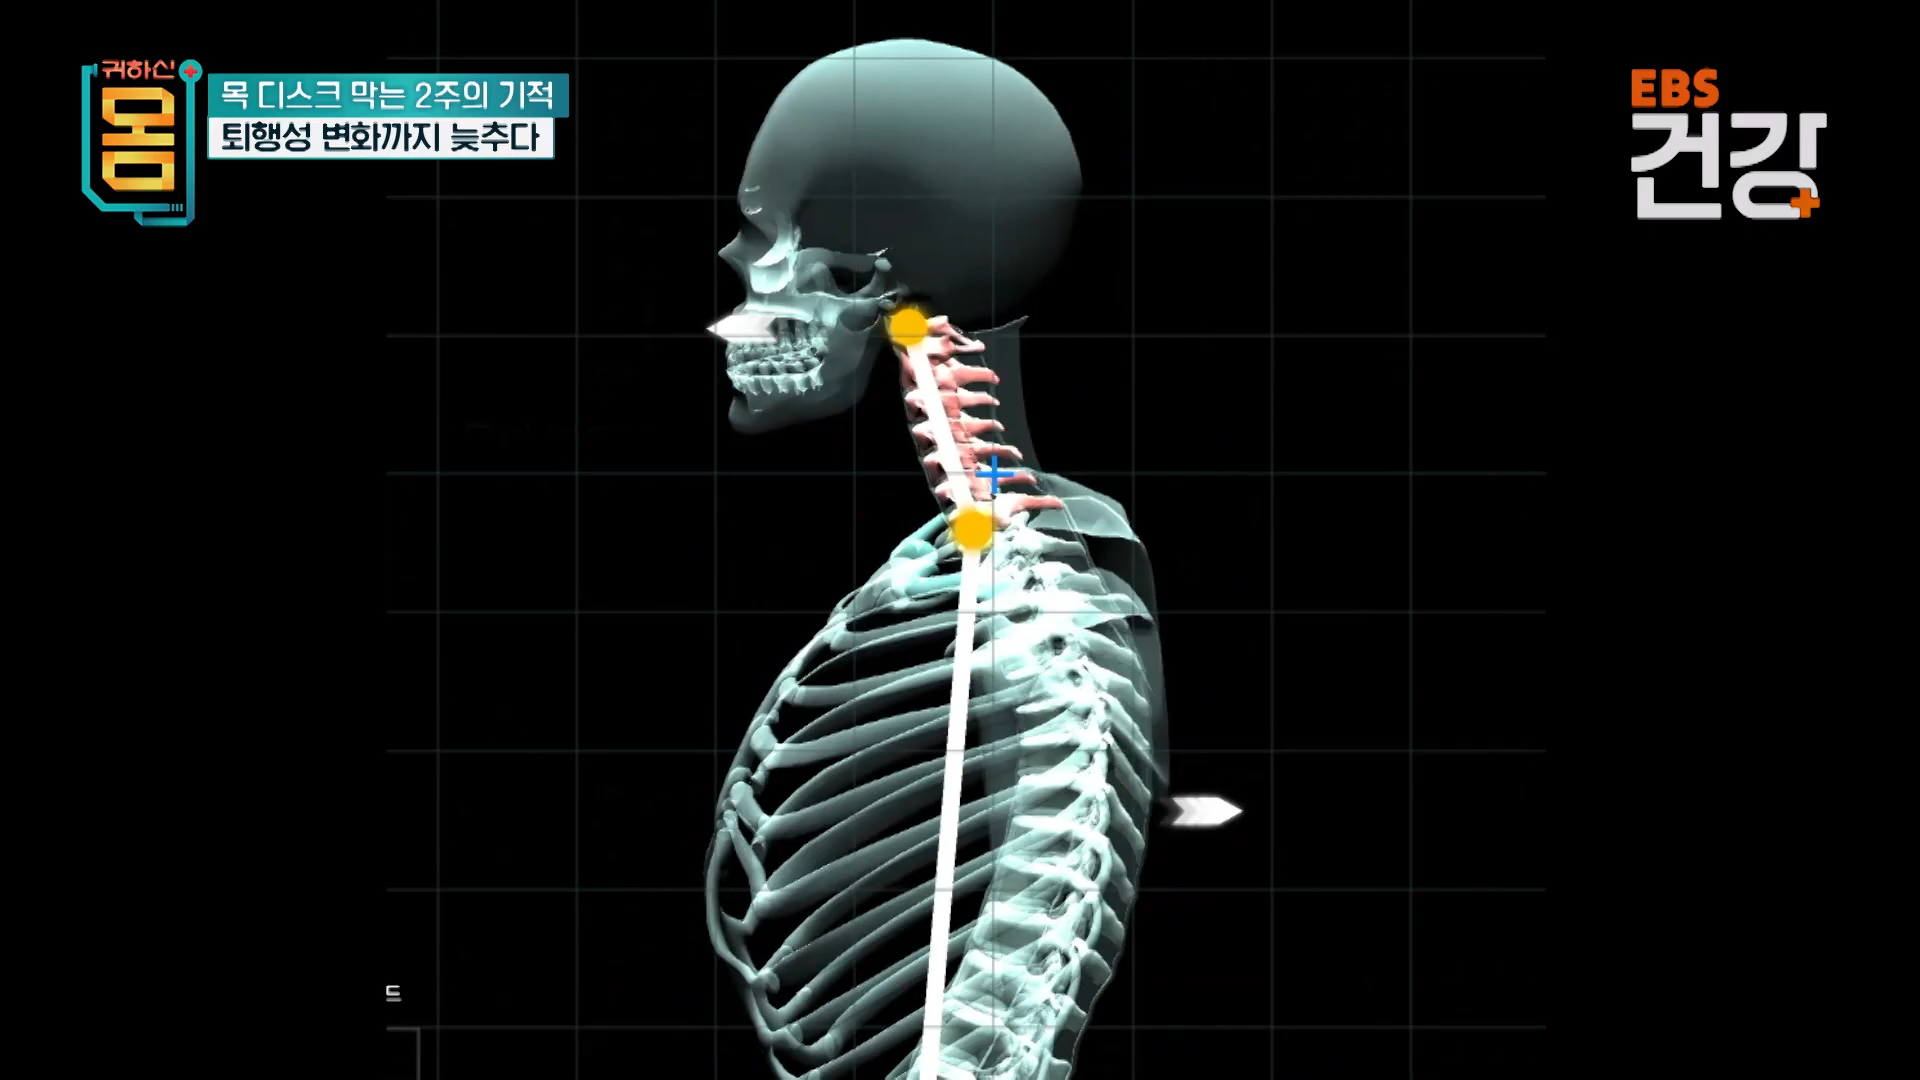 귀하신
몸
목 디스크 막는 2주의 기적
퇴행성 변화까지 늦추다
EBS
건강
드